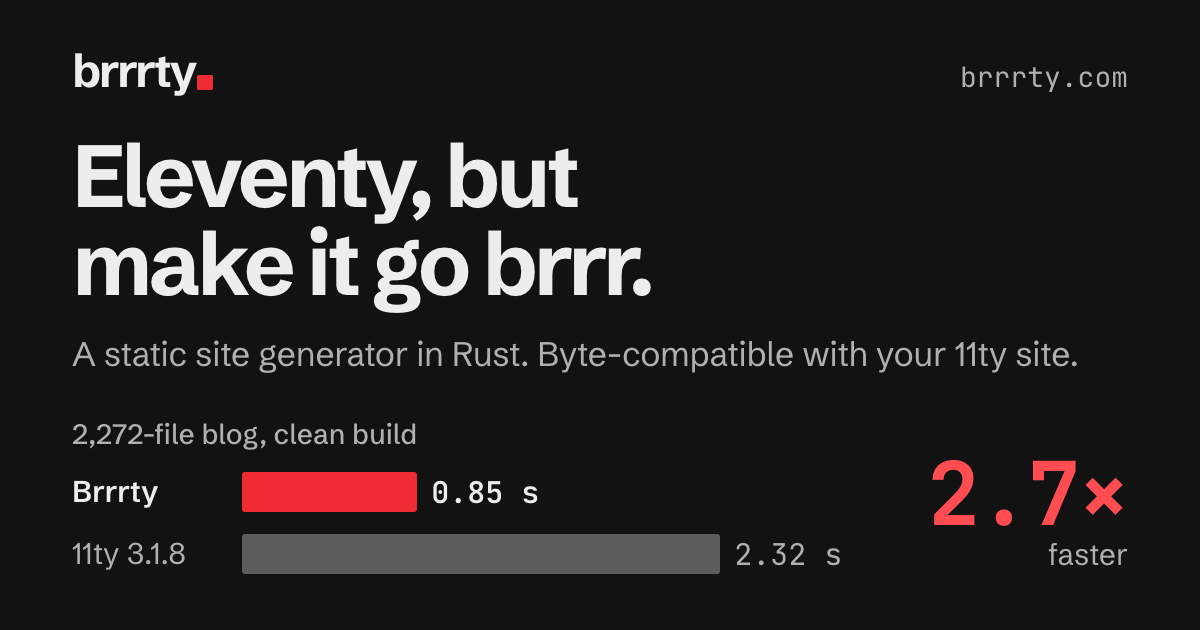 brrrty.
brrrty.com
Eleventy, but
make it go brrr.
A static site generator in Rust. Byte-compatible with your 11ty site.
2,272-file blog, clean build
Brrrty 0.85 s
11ty 3.1.8 2.32 s
2.7×
faster